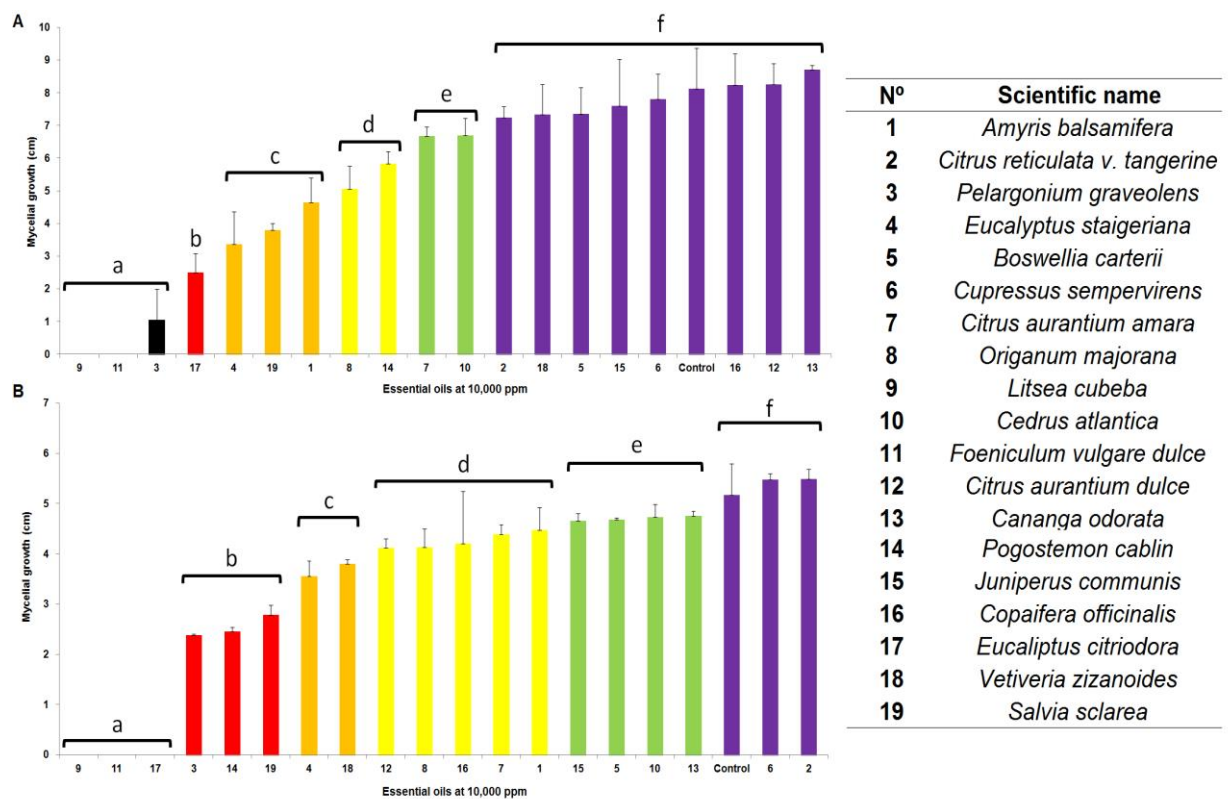 A
Mycelial growth (cm)
10
9
8
7
6
5
4
3
2
1
0
a
b
c
d
e
f
9 11 3 17 4 19 1 8 14 7 10 2 18 5 15 6 Control 16 12 13
Essential oils at 10,000 ppm
B
Mycelial growth (cm)
7
6
5
4
3
2
1
0
a
b
c
d
e
f
9 11 17 3 14 19 4 18 12 8 16 7 1 15 5 10 13 Control 6 2
Essential oils at 10,000 ppm
Nº Scientific name
1 Amyris balsamifera
2 Citrus reticulata v. tangerine
3 Pelargonium graveolens
4 Eucalyptus staigeriana
5 Boswellia carterii
6 Cupressus sempervirens
7 Citrus aurantium amara
8 Origanum majorana
9 Litsea cubeba
10 Cedrus atlantica
11 Foeniculum vulgare dulce
12 Citrus aurantium dulce
13 Cananga odorata
14 Pogostemon cablin
15 Juniperus communis
16 Copaifera officinalis
17 Eucaliptus citriodora
18 Vetiveria zizanoides
19 Salvia sclarea